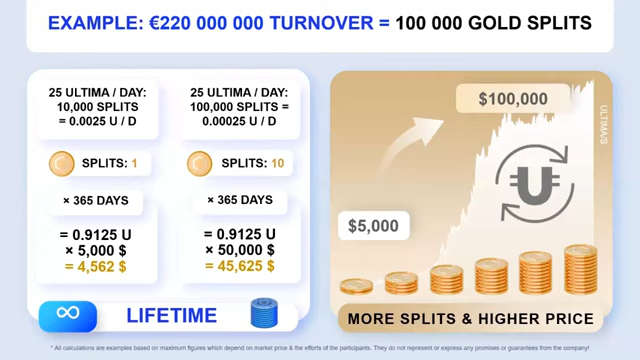 EXAMPLE: €220 000 000 TURNOVER = 100 000 GOLD SPLITS
25 ULTIMA / DAY:
10,000 SPLITS
= 0.0025 U / D
SPLITS: 1
× 365 DAYS
= 0.9125 U
× 5,000 $
= 4,562 $
25 ULTIMA / DAY:
100,000 SPLITS =
0.00025 U / D
SPLITS: 10
× 365 DAYS
= 0.9125 U
× 50,000 $
= 45,625 $
LIFETIME
$100,000
$5,000
ULTIMA/$
U
MORE SPLITS & HIGHER PRICE
* All calculations are examples based on maximum figures which depend on market price & the efforts of the participants. They do not represent or express any promises or guarantees from the company!